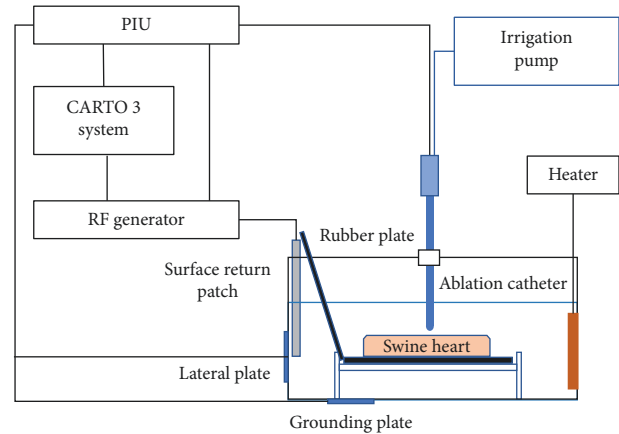 PIU
Irrigation
pump
CARTO 3
system
Heater
RF generator
Rubber plate
Surface return
patch
Ablation catheter
Swine heart
Lateral plate
Grounding plate